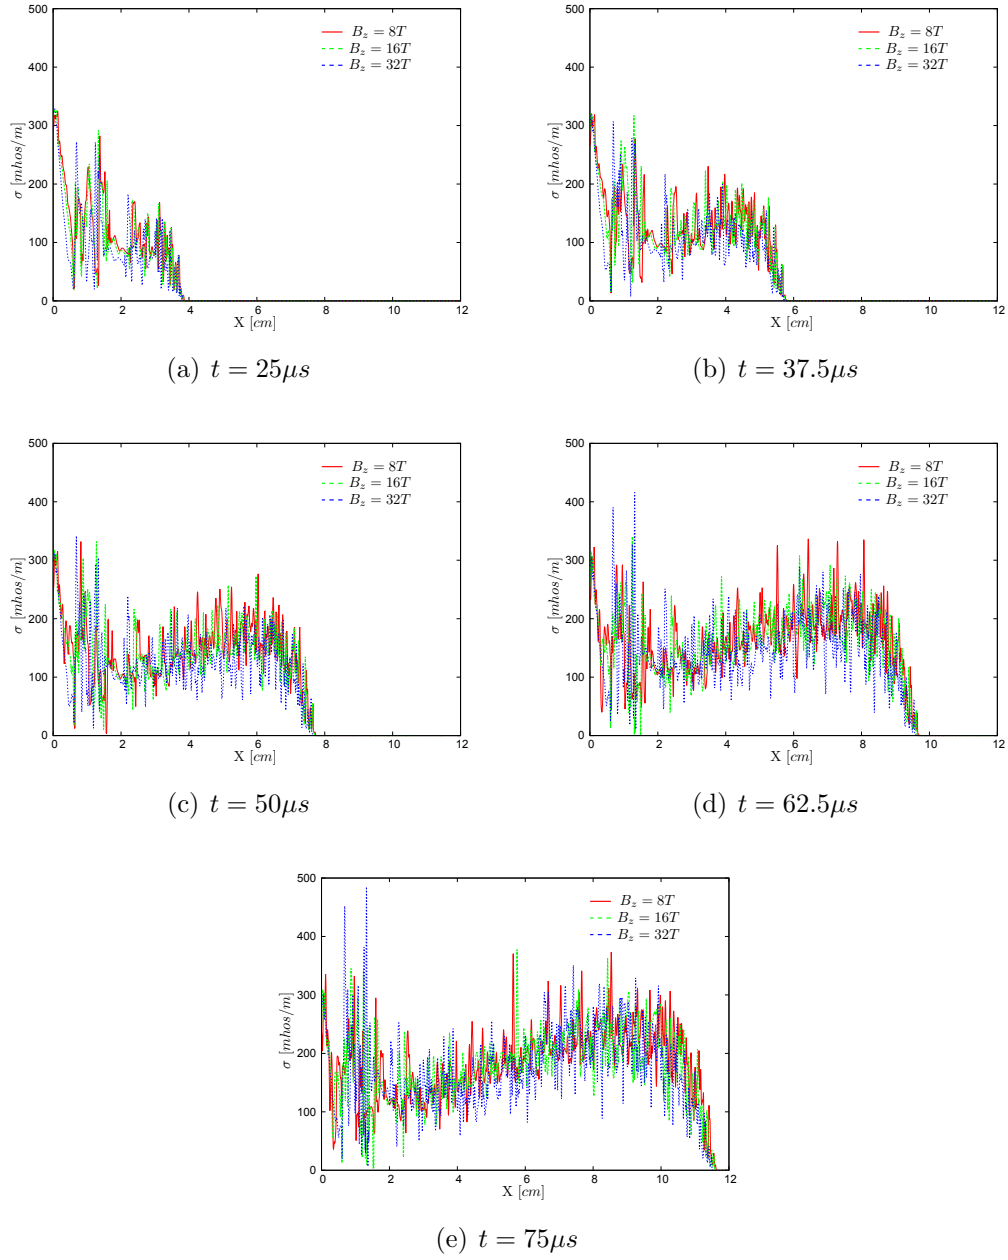 500
400
300
200
100
0
σ [mhos/m]
B_z = 8T
B_z = 16T
B_z = 32T
0 2 4 6 8 10 12
X [cm]
(a) t = 25μs
500
400
300
200
100
0
σ [mhos/m]
B_z = 8T
B_z = 16T
B_z = 32T
0 2 4 6 8 10 12
X [cm]
(b) t = 37.5μs
500
400
300
200
100
0
σ [mhos/m]
B_z = 8T
B_z = 16T
B_z = 32T
0 2 4 6 8 10 12
X [cm]
(c) t = 50μs
500
400
300
200
100
0
σ [mhos/m]
B_z = 8T
B_z = 16T
B_z = 32T
0 2 4 6 8 10 12
X [cm]
(d) t = 62.5μs
500
400
300
200
100
0
σ [mhos/m]
B_z = 8T
B_z = 16T
B_z = 32T
0 2 4 6 8 10 12
X [cm]
(e) t = 75μs